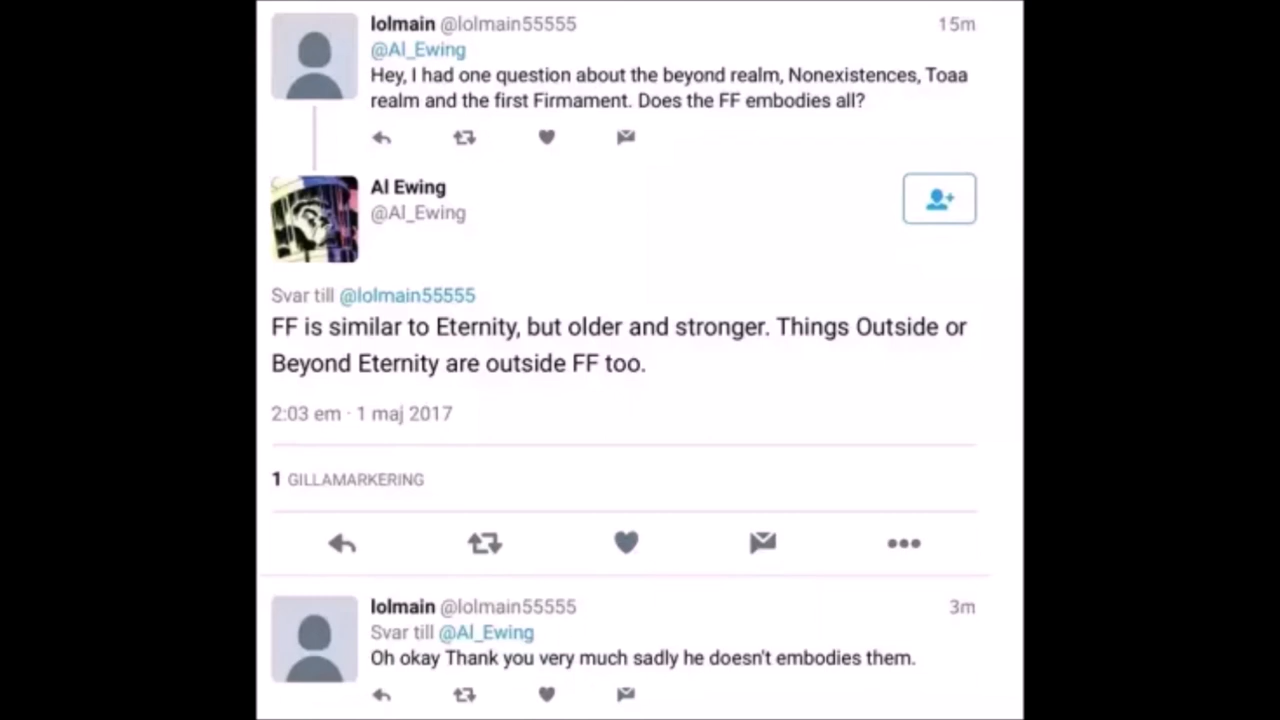 lolmain @lolmain55555 15m
@Al_Ewing
Hey, I had one question about the beyond realm, Nonexistences, Toaa
realm and the first Firmament. Does the FF embodies all?
Al Ewing
@Al_Ewing
Svar till @lolmain55555
FF is similar to Eternity, but older and stronger. Things Outside or
Beyond Eternity are outside FF too.
2:03 em · 1 maj 2017
1 GILLAMARKERING
lolmain @lolmain55555 3m
Svar till @Al_Ewing
Oh okay Thank you very much sadly he doesn't embodies them.